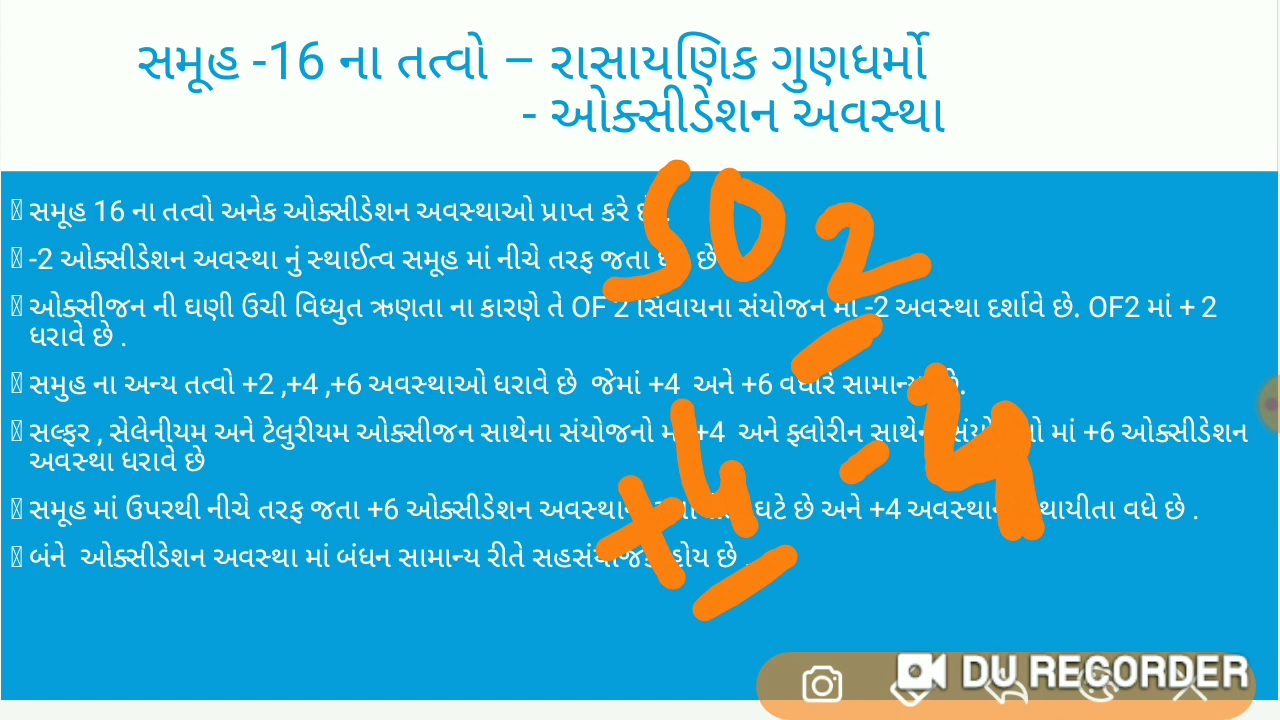 સમૂહ -16 ના તત્વો – રાસાયણિક ગુણધર્મો
- ઓક્સીડેશન અવસ્થા
સમૂહ 16 ના તત્વો અનેક ઓક્સીડેશન અવસ્થાઓ પ્રાપ્ત કરે
-2 ઓક્સીડેશન અવસ્થા નું સ્થાઈત્વ સમૂહ માં નીચે તરફ જતા છે
ઓક્સીજન ની ઘણી ઉચી વિધ્યુત ઋણતા ના કારણે તે OF 2 સિવાયના સંયોજન માં -2 અવસ્થા દર્શાવે છે. OF2 માં + 2
ધરાવે છે .
સમુહ ના અન્ય તત્વો +2 ,+4 ,+6 અવસ્થાઓ ધરાવે છે જેમાં +4 અને +6 વધારે સામાન્ય છે.
સલ્ફર , સેલેનીયમ અને ટેલુરીયમ ઓક્સીજન સાથેના સંયોજનો માં +4 અને ફ્લોરીન સાથેના સંયોજનો માં +6 ઓક્સીડેશન
અવસ્થા ધરાવે છે
સમૂહ માં ઉપરથી નીચે તરફ જતા +6 ઓક્સીડેશન ઘટે છે અને +4 વધે છે .
બંને ઓક્સીડેશન અવસ્થા માં બંધન સામાન્ય રીતે સહસંયોજક હોય છે .
SO2
-4
+4
DU RECORDER